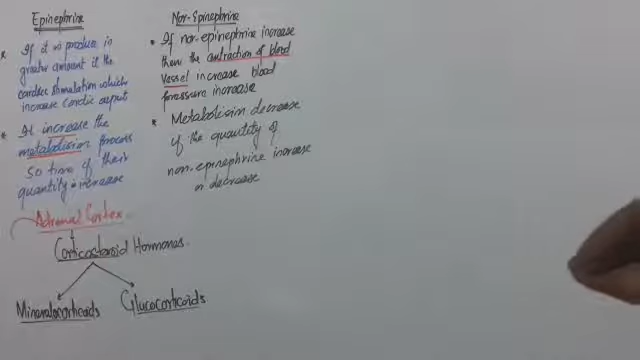 Epinephrine
* If it is produce in
greater amount it the
cardiac stimulation which
increase cardic output
* It increase the
metabolism process
so time of their
quantity increase
Non-Epinephrine
* If non-epinephrine increase
then the contraction of blood
vessel increase blood
pressure increase
* Metabolism decrease
if the quantity of
non-epinephrine increase
or decrease
Adrenal Cortex
Corticosteroid Hormones.
Mineralocorticoids
Glucocorticoids